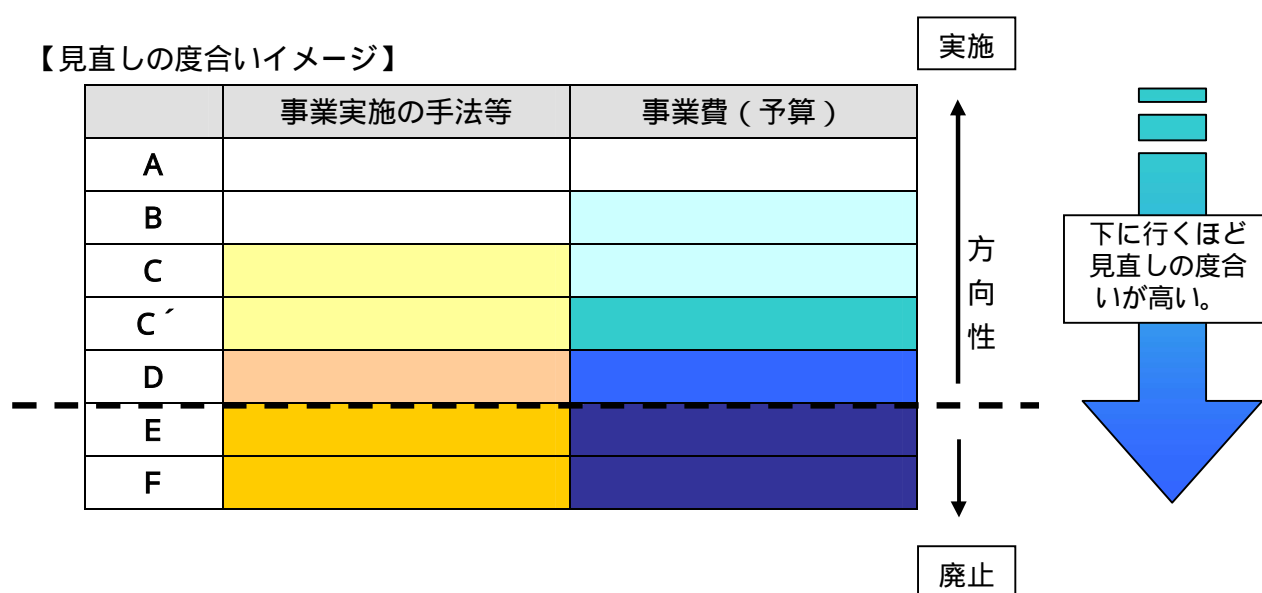 【見直しの度合いイメージ】
実施
事業実施の手法等 事業費(予算)
A
B
C
C´
D
E
F
方
向
性
下に行くほど
見直しの度合
いが高い。
廃止